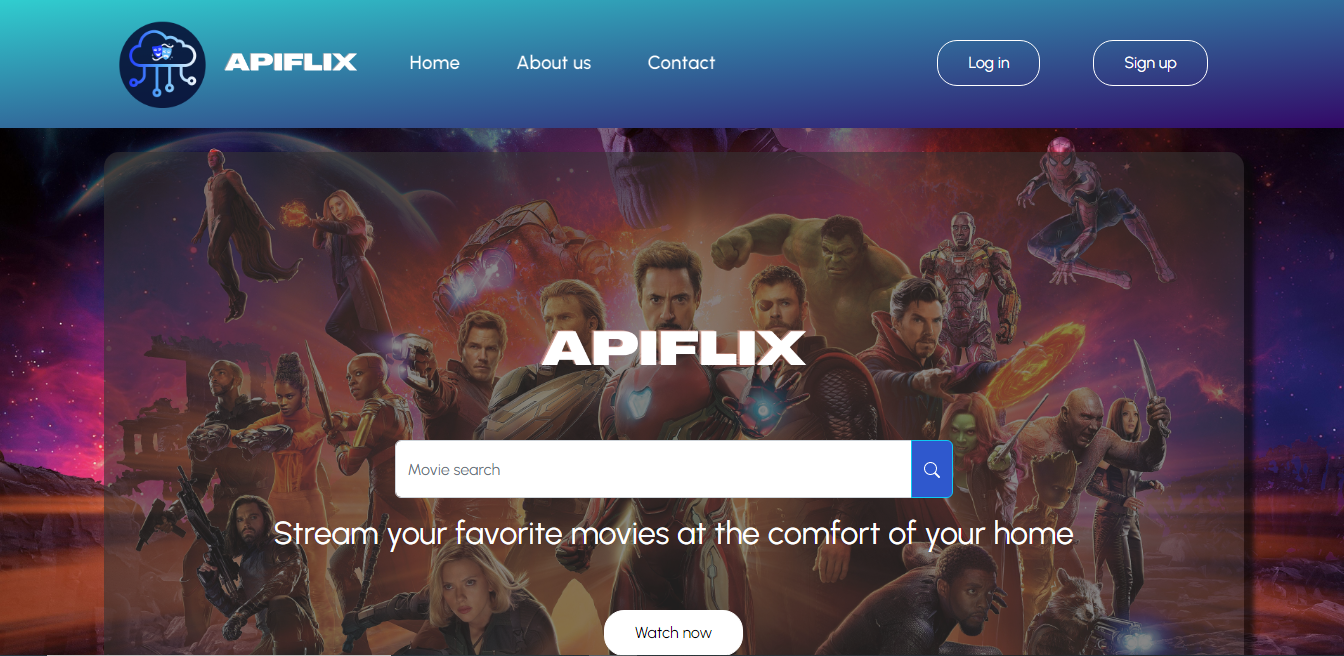 APIFLIX
Home
About us
Contact
Log in
Sign up
APIFLIX
Movie search
Stream your favorite movies at the comfort of your home
Watch now